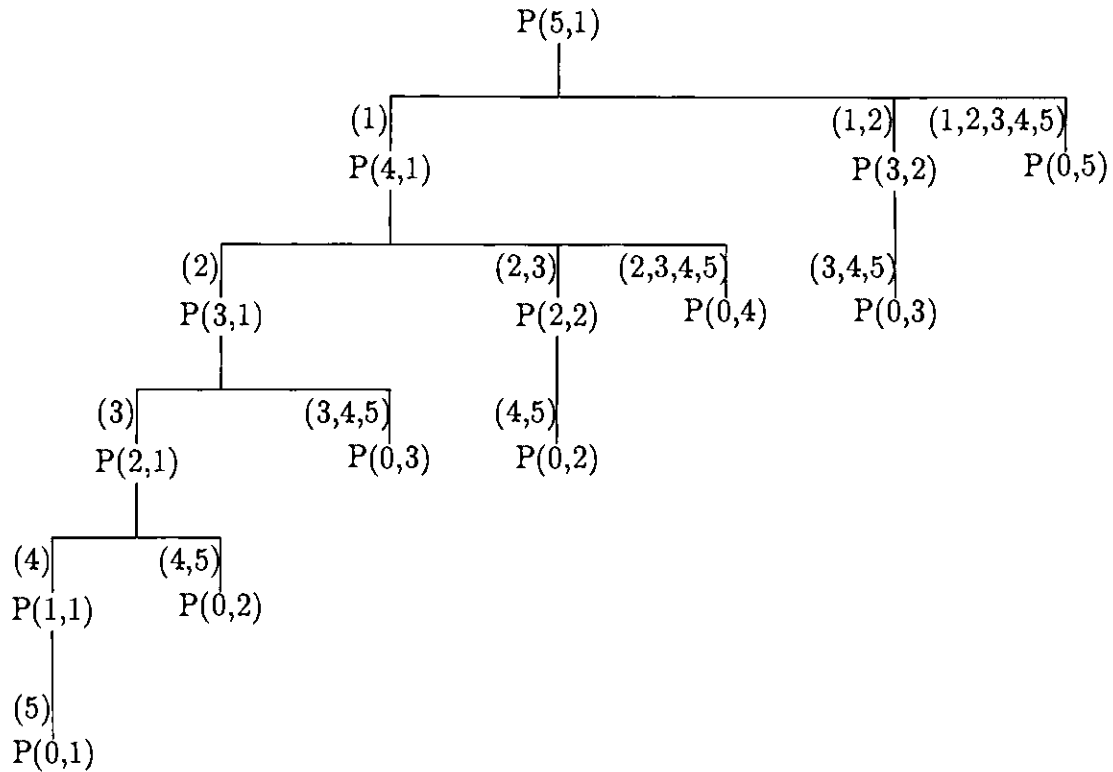 P(5,1)
(1) (1,2) (1,2,3,4,5)
P(4,1) P(3,2) P(0,5)
(2) (2,3) (2,3,4,5) (3,4,5)
P(3,1) P(2,2) P(0,4) P(0,3)
(3) (3,4,5) (4,5)
P(2,1) P(0,3) P(0,2)
(4) (4,5)
P(1,1) P(0,2)
(5)
P(0,1)